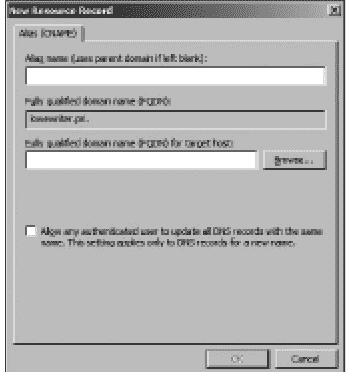 New Resource Record
Alias (CNAME)
Alias name (uses parent domain if left blank):
Fully qualified domain name (FQDN):
lowewriter.pri.
Fully qualified domain name (FQDN) for target host:
Browse...
Allow any authenticated user to update all DNS records with the same
name. This setting applies only to DNS records for a new name.
OK
Cancel